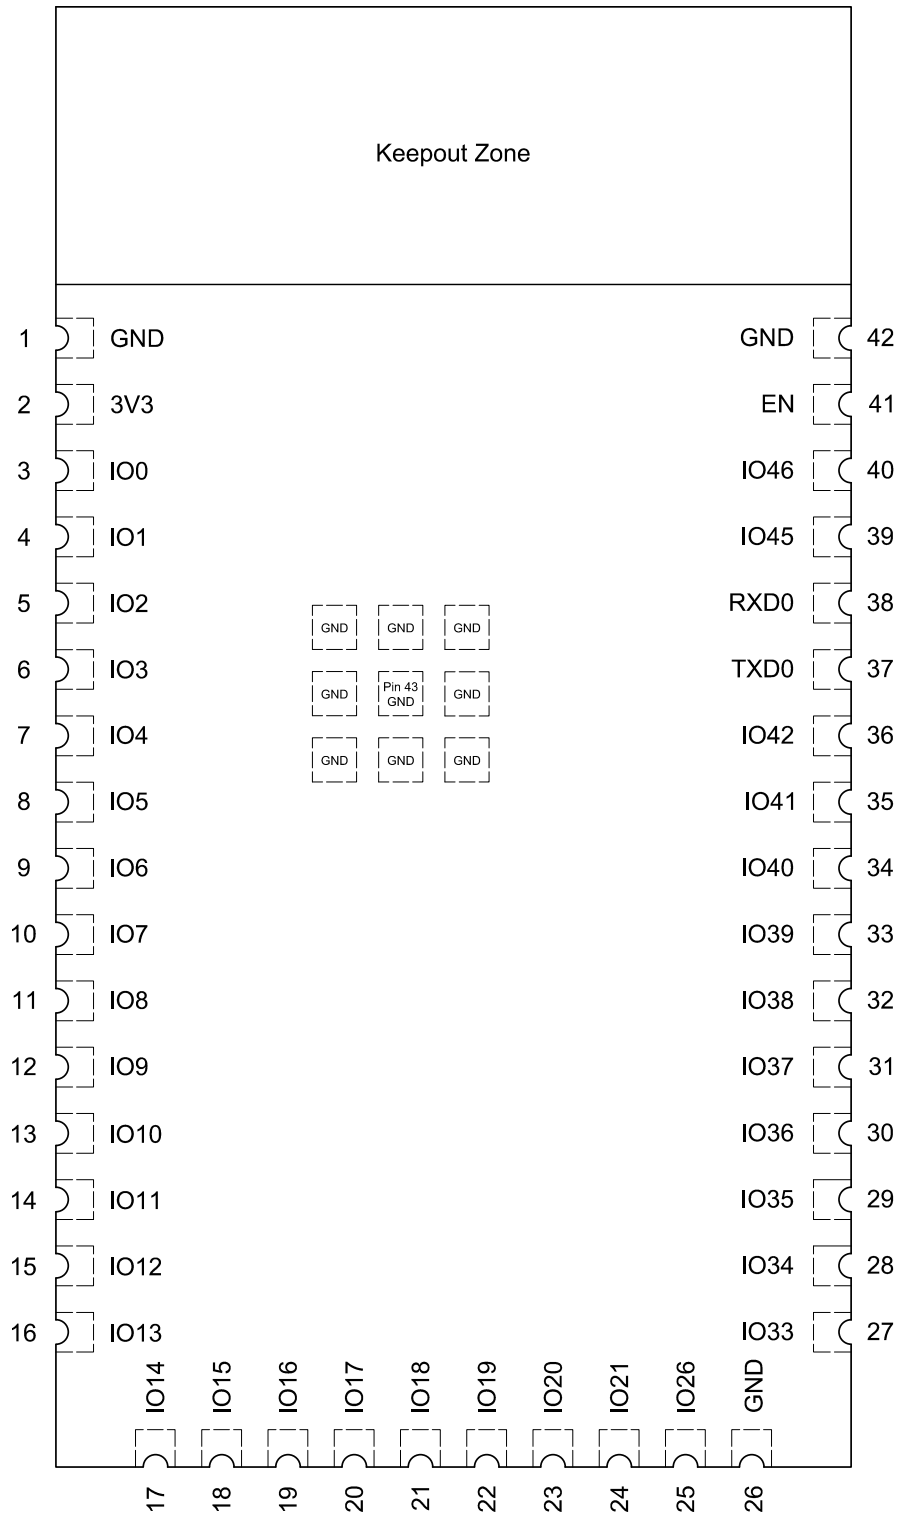 Keepout Zone
1 GND GND 42
2 3V3 EN 41
3 IO0 IO46 40
4 IO1 IO45 39
5 IO2 RXD0 38
GND GND GND
6 IO3 TXD0 37
GND Pin 43 GND GND
7 IO4 IO42 36
GND GND GND
8 IO5 IO41 35
9 IO6 IO40 34
10 IO7 IO39 33
11 IO8 IO38 32
12 IO9 IO37 31
13 IO10 IO36 30
14 IO11 IO35 29
15 IO12 IO34 28
16 IO13 IO33 27
IO14 IO15 IO16 IO17 IO18 IO19 IO20 IO21 IO26 GND
17 18 19 20 21 22 23 24 25 26